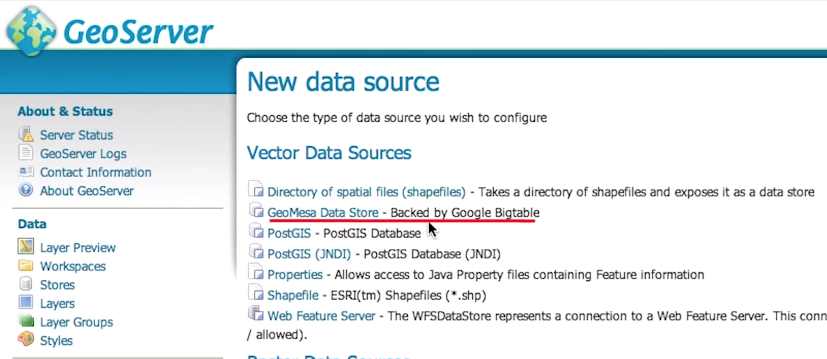 GeoServer
New data source
Choose the type of data source you wish to configure
About & Status
Server Status
GeoServer Logs
Contact Information
About GeoServer
Data
Layer Preview
Workspaces
Stores
Layers
Layer Groups
Styles
Vector Data Sources
Directory of spatial files (shapefiles) - Takes a directory of shapefiles and exposes it as a data store
GeoMesa Data Store - Backed by Google Bigtable
PostGIS - PostGIS Database
PostGIS (JNDI) - PostGIS Database (JNDI)
Properties - Allows access to Java Property files containing Feature information
Shapefile - ESRI(tm) Shapefiles (*.shp)
Web Feature Server - The WFSDataStore represents a connection to a Web Feature Server. This conn
/ allowed).